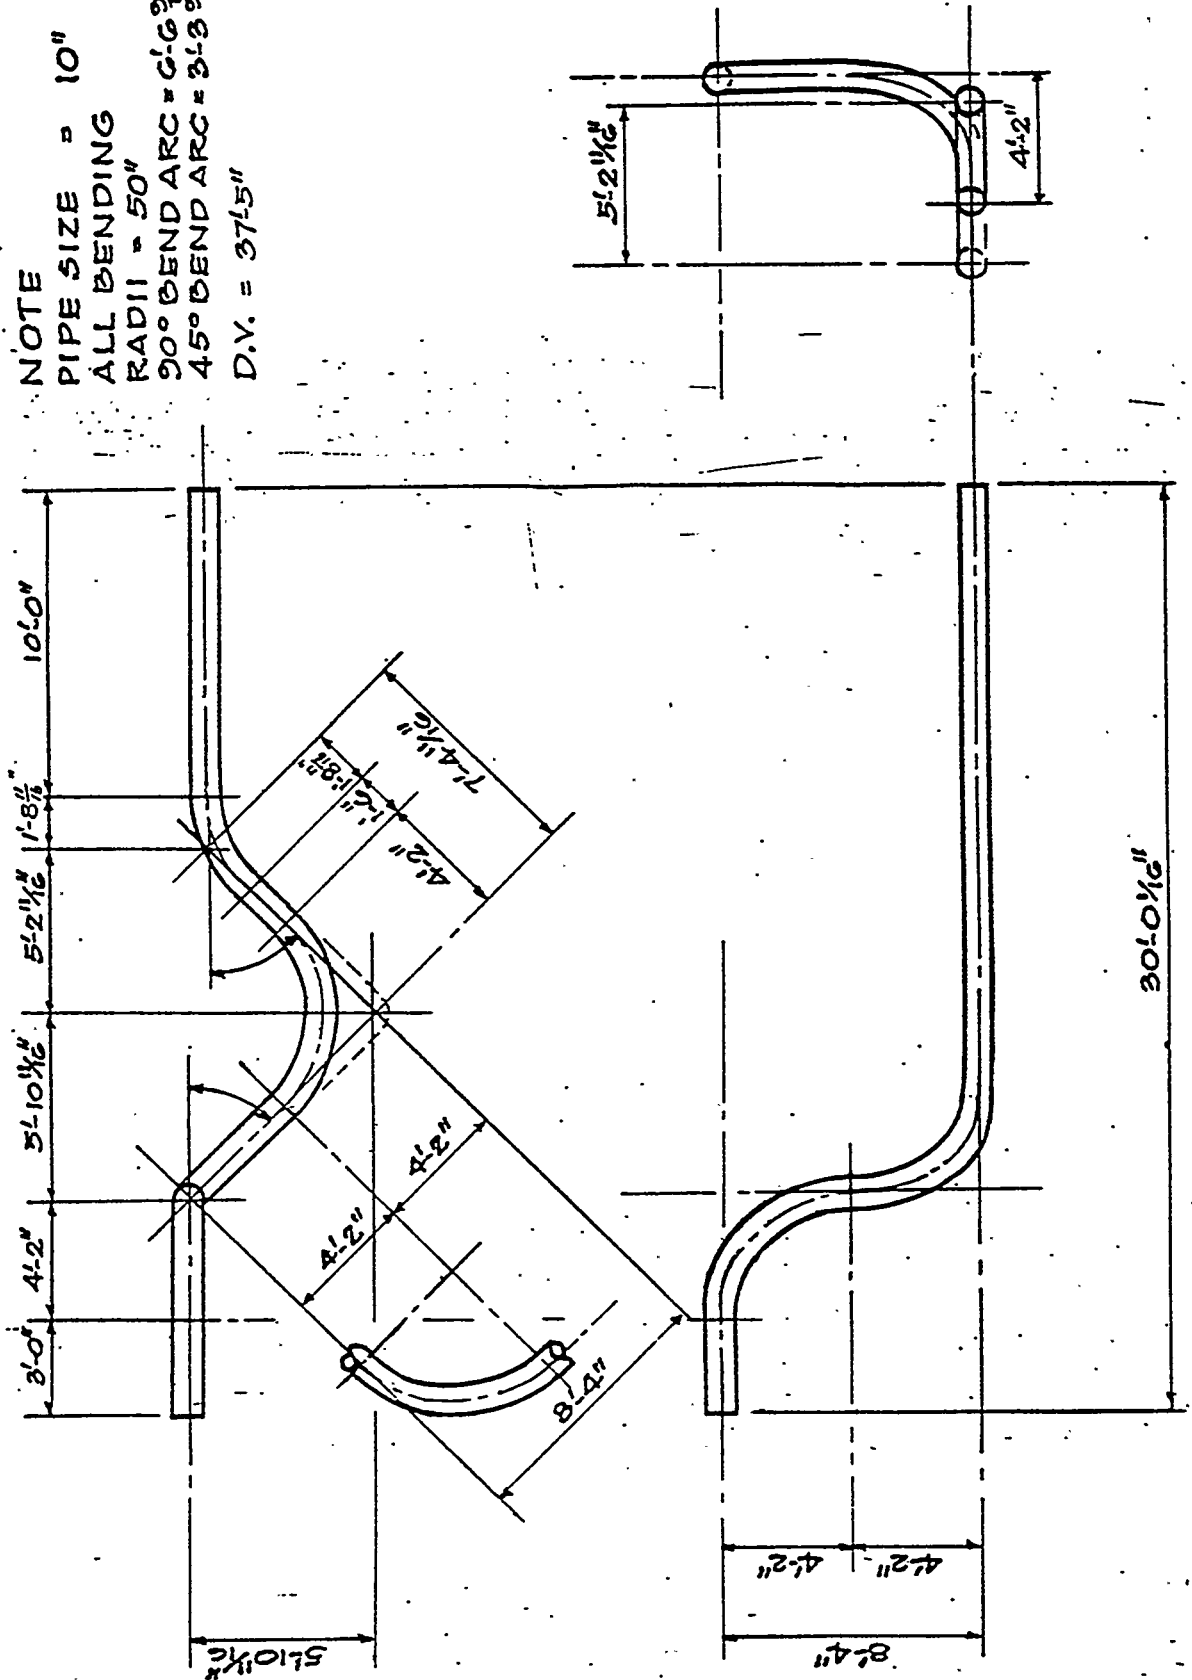 NOTE
PIPE SIZE = 10"
ALL BENDING
RADII = 50"
90° BEND ARC = 6'-6
45° BEND ARC = 3'-3
D.V. = 37'-5"
3'-0"
4'-2"
5'-10 11/16"
5'-2 11/16"
1'-8 11/16"
10'-0"
5'-10 11/16"
4'-2"
4'-2"
8'-4"
4'-2"
1'-6"
1'-8 11/16"
7'-4 11/16"
4'-2"
4'-2"
8'-4"
30'-0 1/16"
5'-2 11/16"
4'-2"